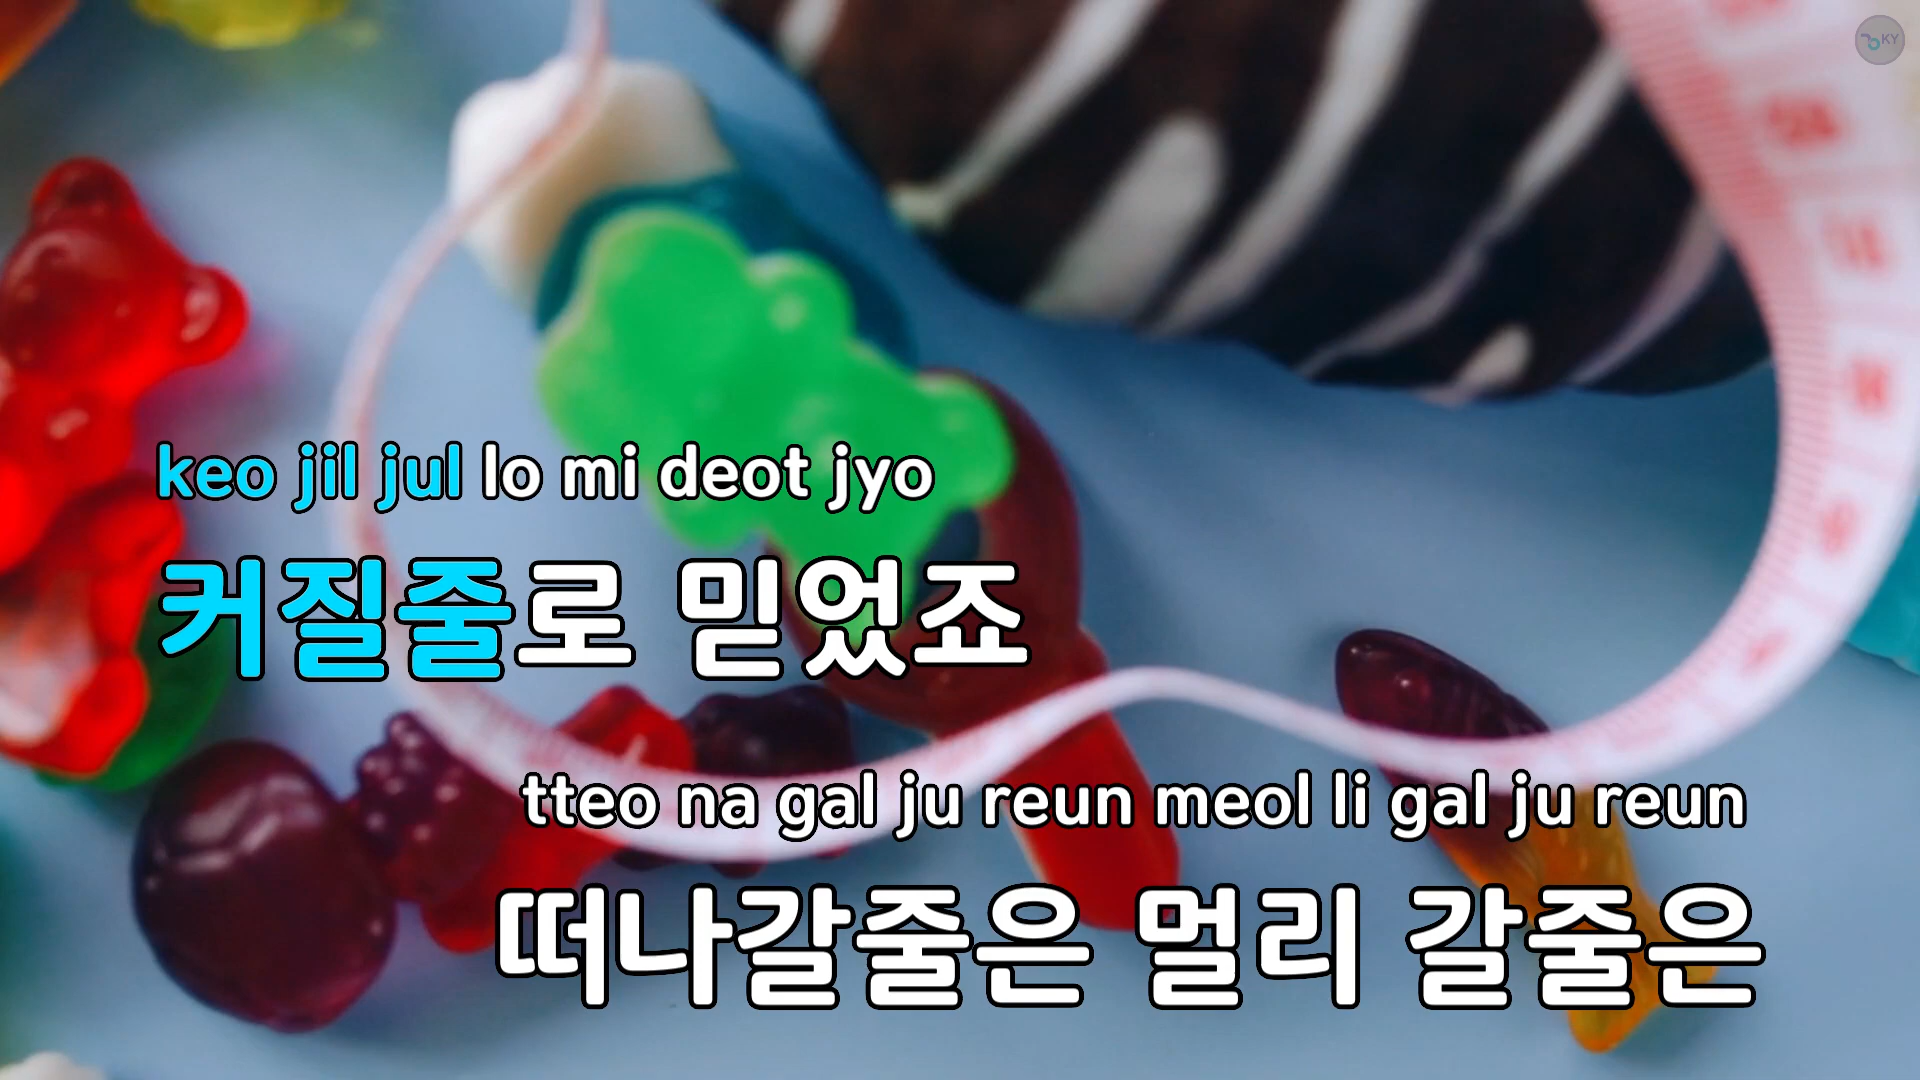 KY
keo jil jul lo mi deot jyo
커질줄로 믿었죠
tteo na gal ju reun meol li gal ju reun
떠나갈줄은 멀리 갈줄은